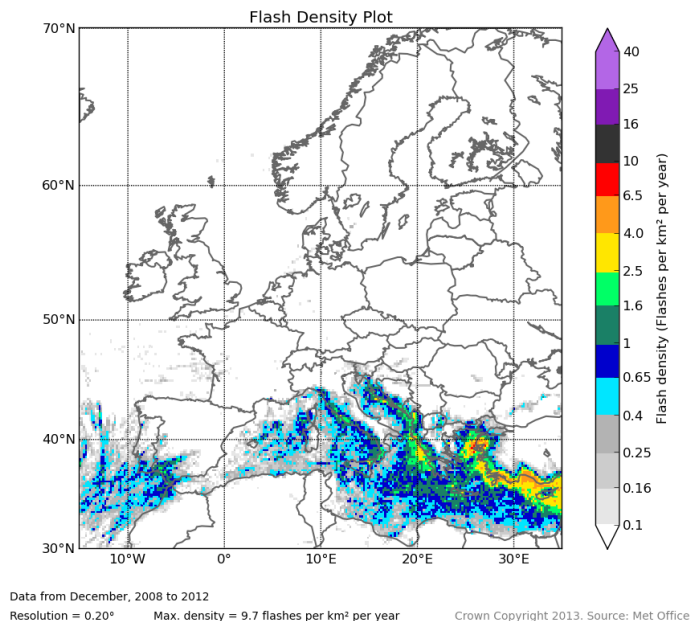 Flash Density Plot
70°N
60°N
50°N
40°N
30°N
10°W 0° 10°E 20°E 30°E
40
25
16
10
6.5
4.0
2.5
1.6
1
0.65
0.4
0.25
0.16
0.1
Flash density (Flashes per km² per year)
Data from December, 2008 to 2012
Resolution = 0.20° Max. density = 9.7 flashes per km² per year Crown Copyright 2013. Source: Met Office